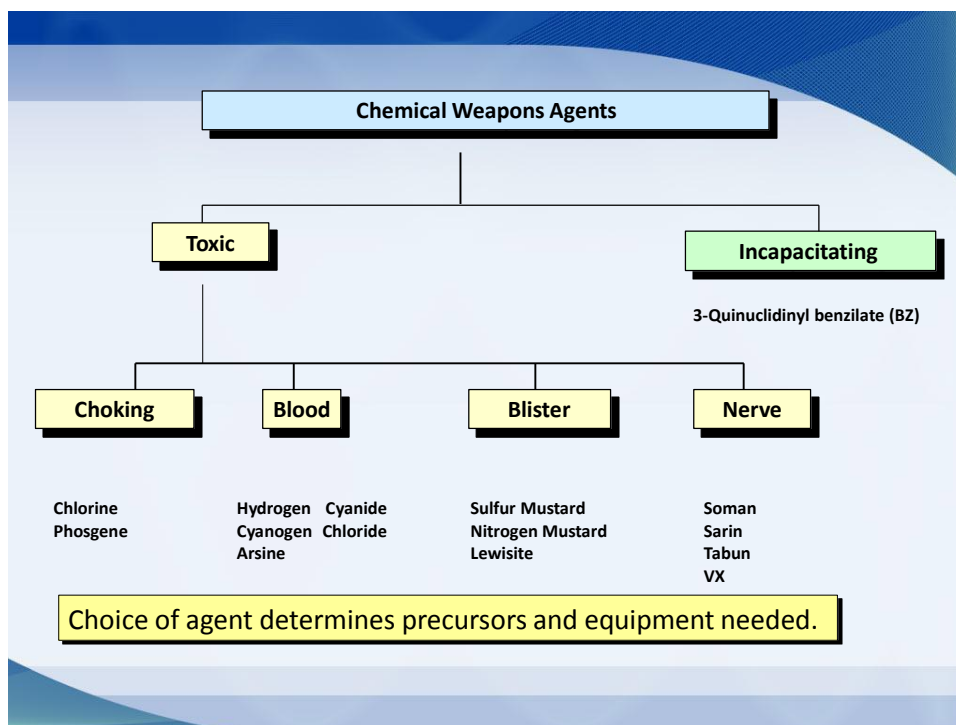 Chemical Weapons Agents
Toxic
Incapacitating
3-Quinuclidinyl benzilate (BZ)
Choking
Blood
Blister
Nerve
Chlorine
Phosgene
Hydrogen Cyanide
Cyanogen Chloride
Arsine
Sulfur Mustard
Nitrogen Mustard
Lewisite
Soman
Sarin
Tabun
VX
Choice of agent determines precursors and equipment needed.